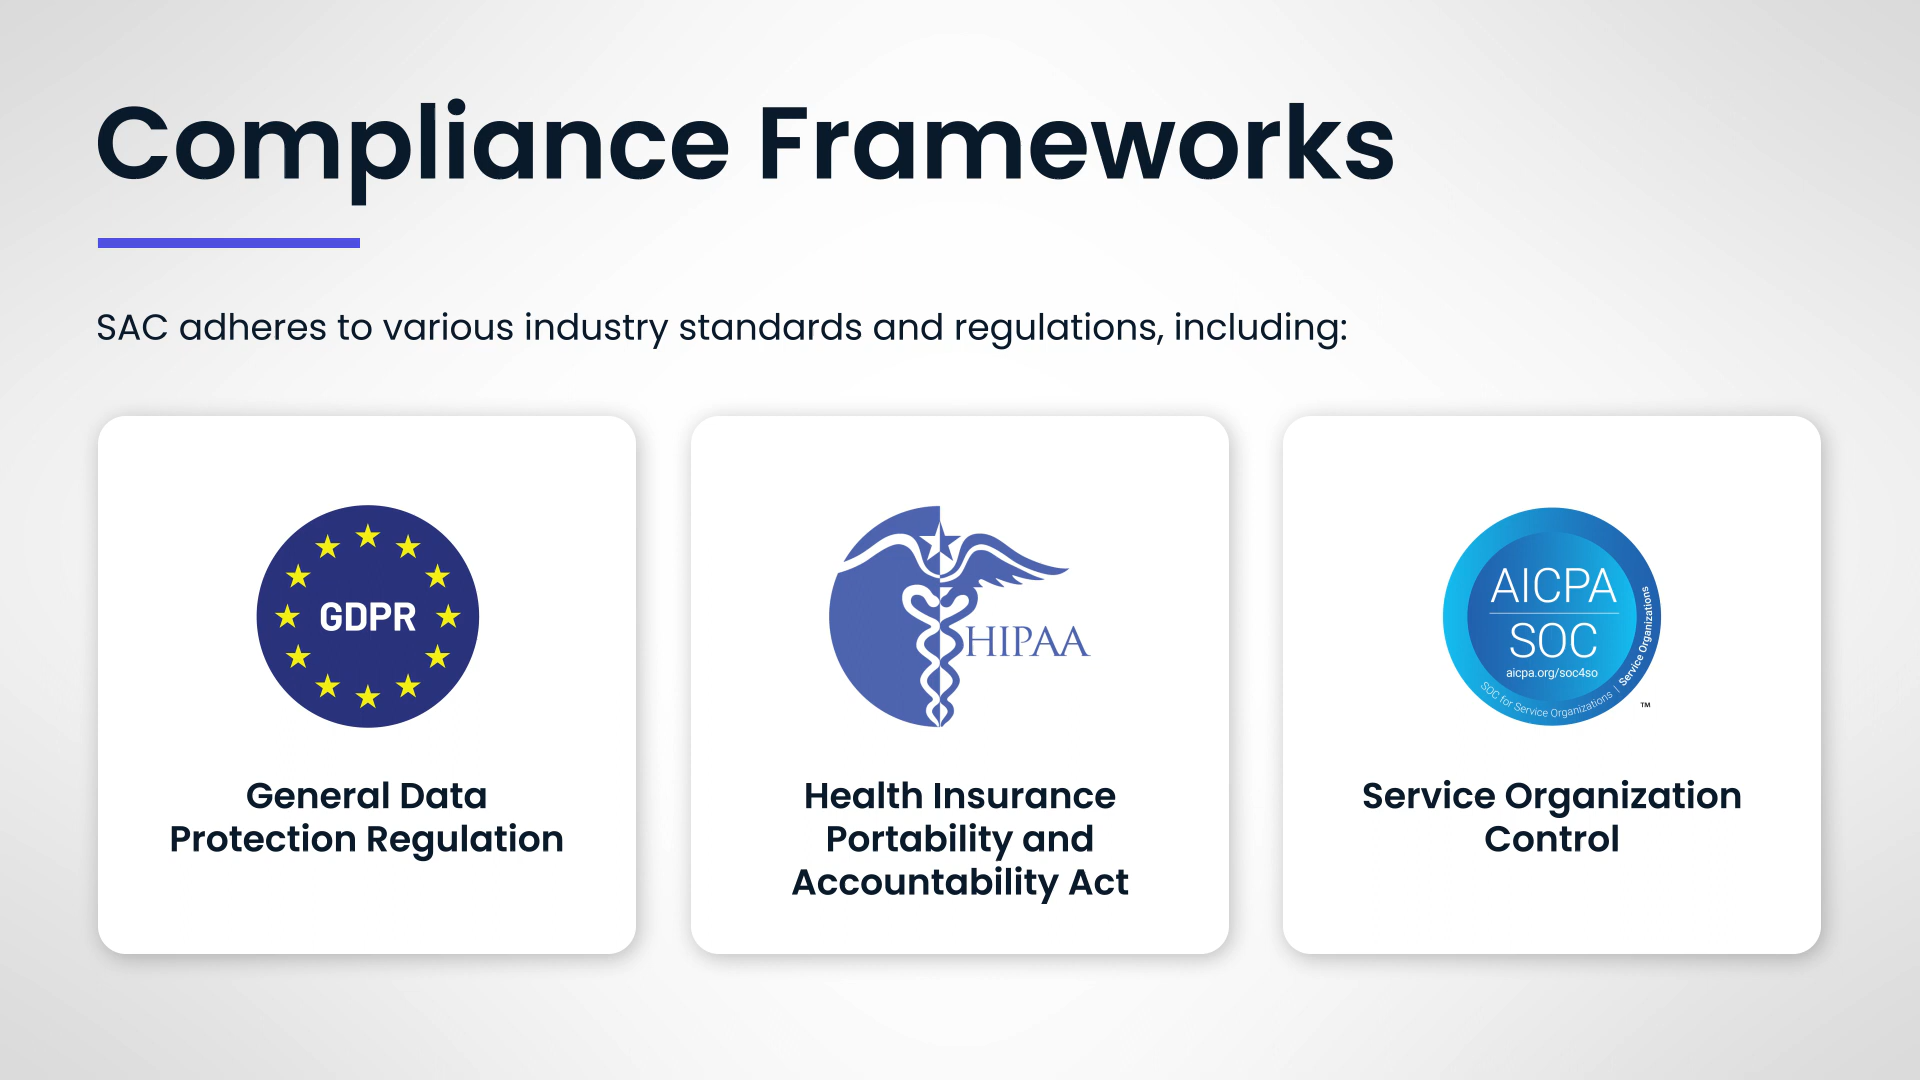 Compliance Frameworks
SAC adheres to various industry standards and regulations, including:
GDPR
General Data
Protection Regulation
HIPAA
Health Insurance
Portability and
Accountability Act
AICPA
SOC
aicpa.org/soc4so
SOC for Service Organizations | Service Organizations
TM
Service Organization
Control